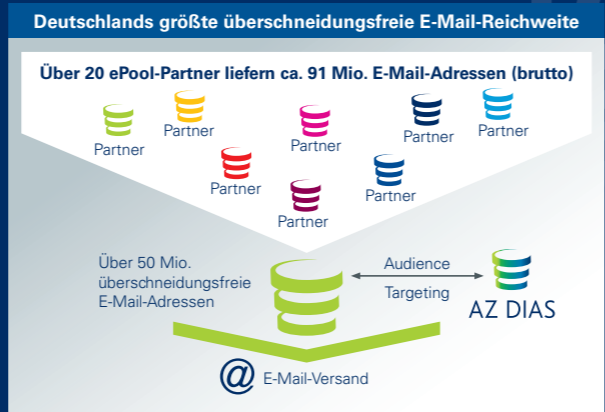 Deutschlands größte überschneidungsfreie E-Mail-Reichweite
Über 20 ePool-Partner liefern ca. 91 Mio. E-Mail-Adressen (brutto)
Partner
Partner
Partner
Partner
Partner
Partner
Partner
Partner
Über 50 Mio.
überschneidungsfreie
E-Mail-Adressen
Audience
Targeting
AZ DIAS
@ E-Mail-Versand